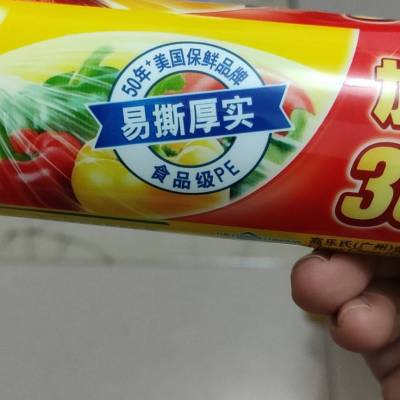 50年+美国保鲜品牌
易撕厚实
食品级PE
高乐氏(广州)